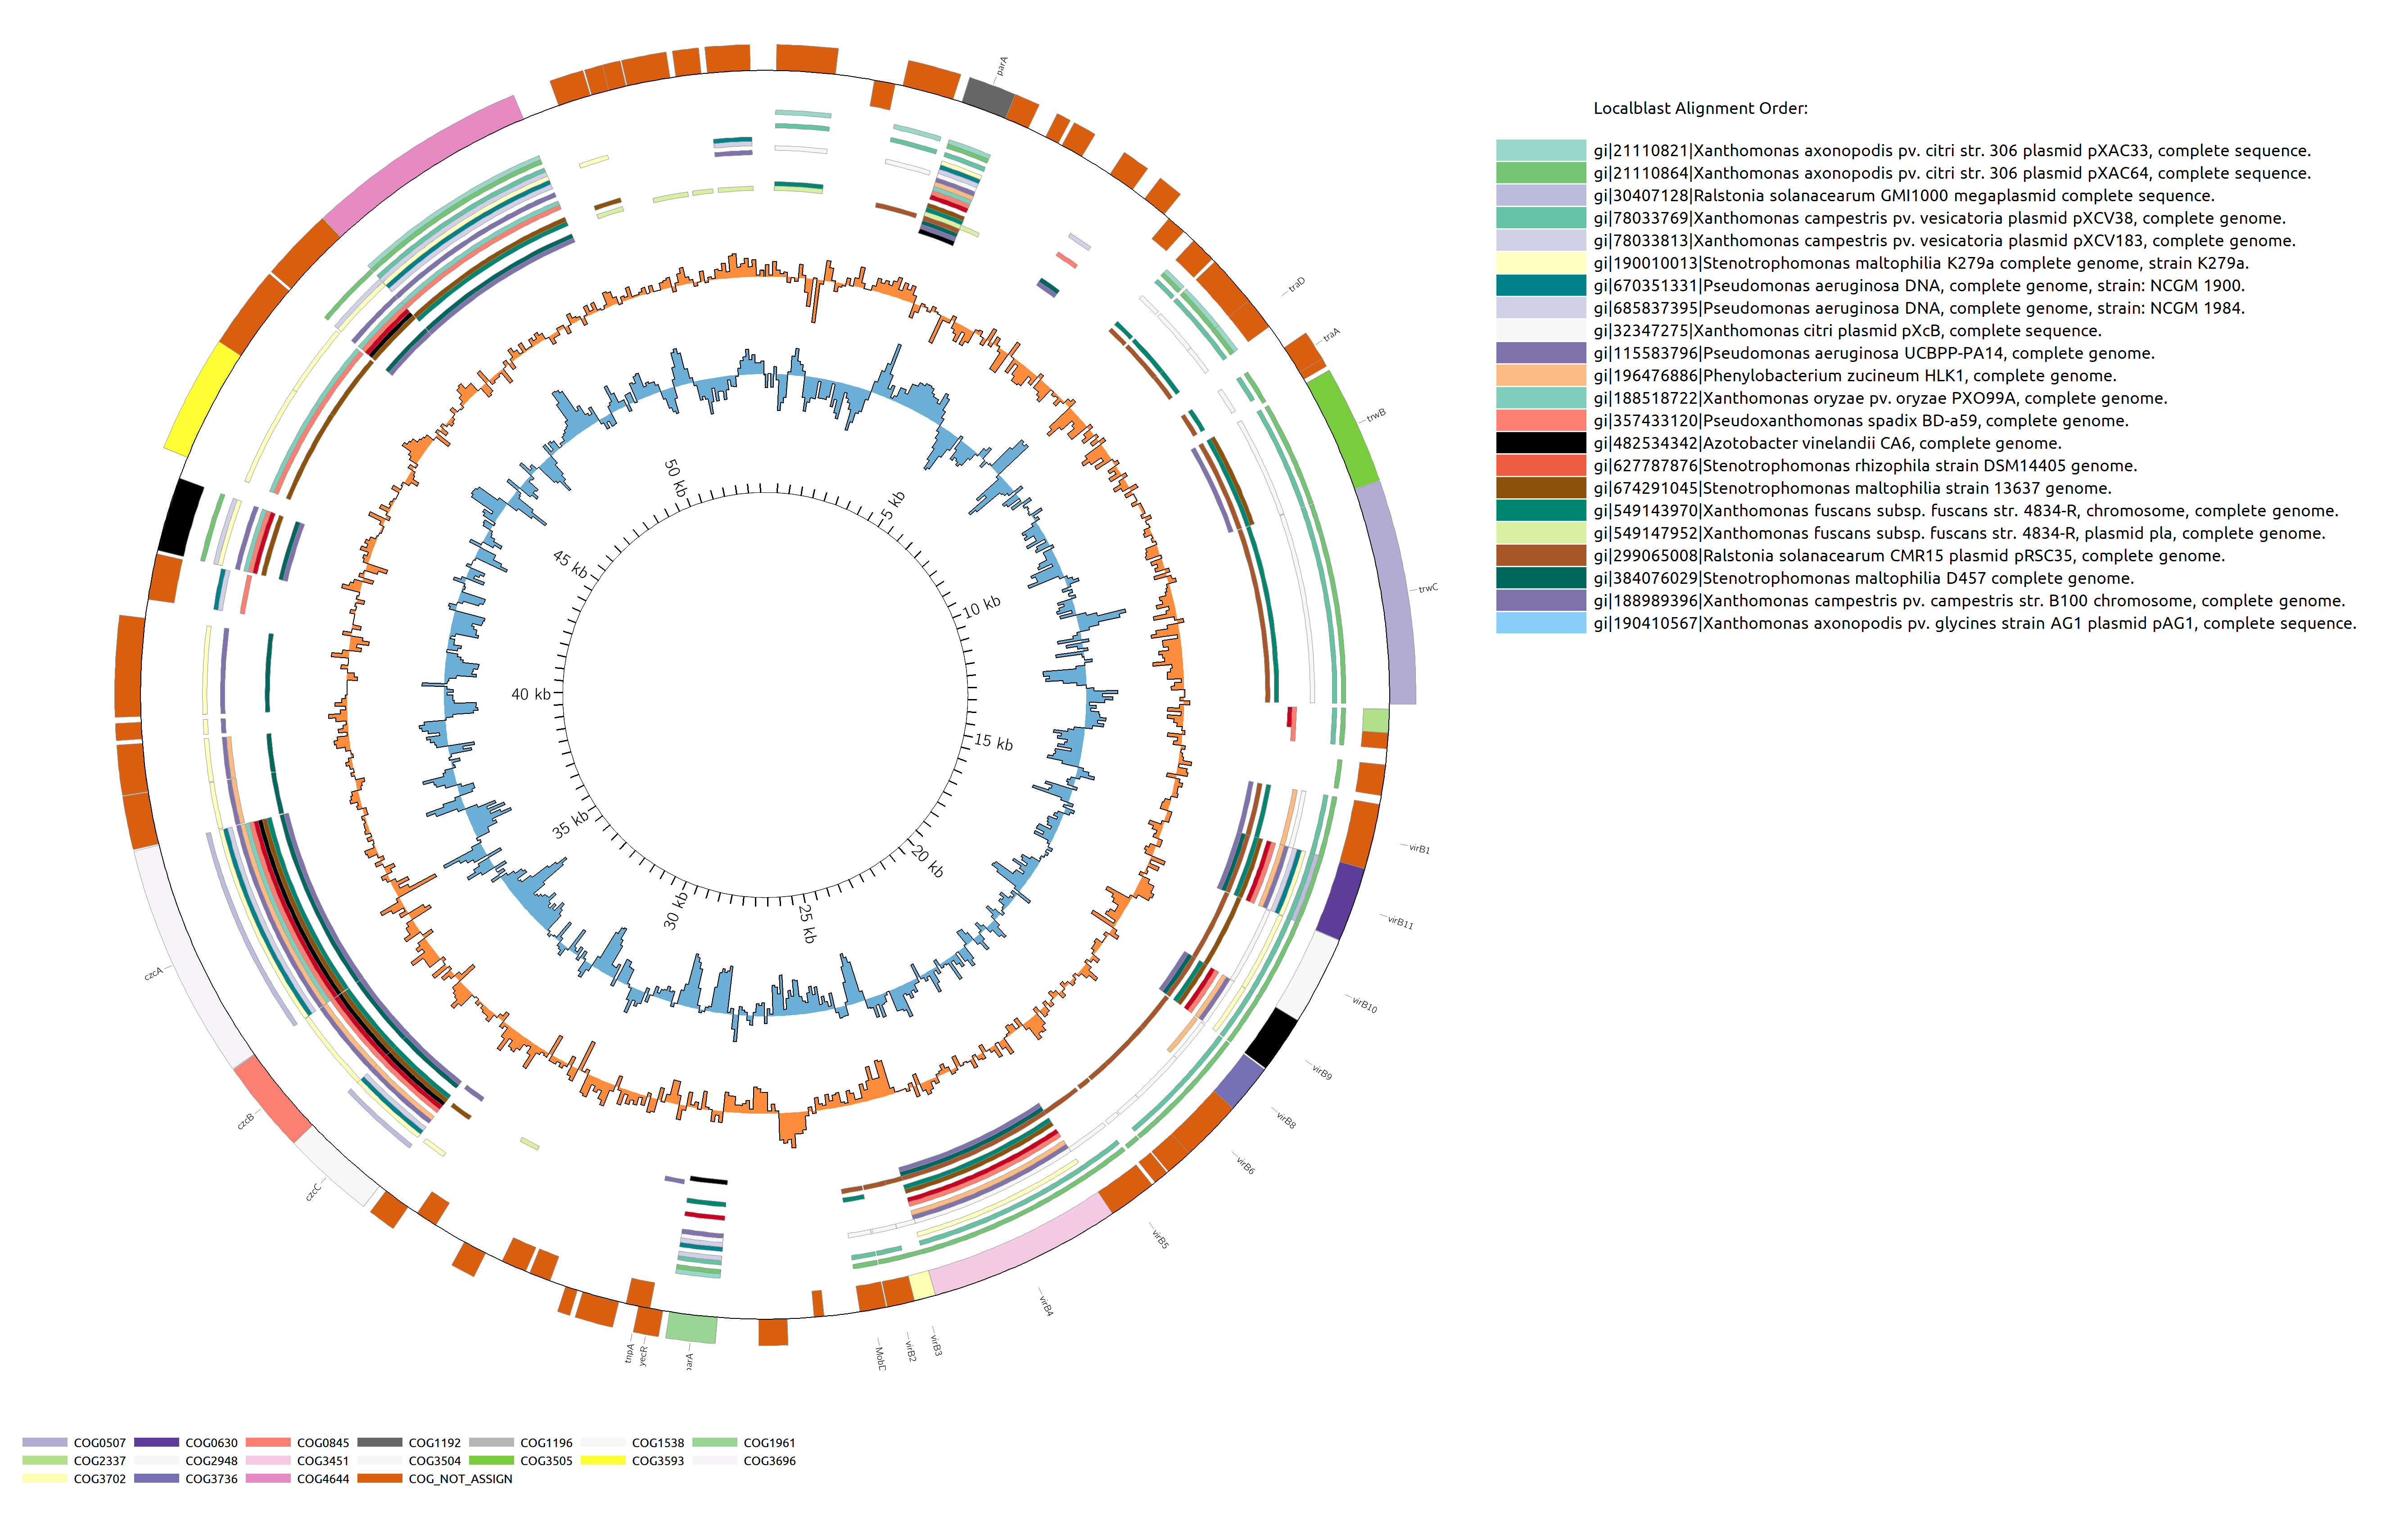 Localblast Alignment Order:
gi|21110821|Xanthomonas axonopodis pv. citri str. 306 plasmid pXAC33, complete sequence.
gi|21110864|Xanthomonas axonopodis pv. citri str. 306 plasmid pXAC64, complete sequence.
gi|30407128|Ralstonia solanacearum GMI1000 megaplasmid complete sequence.
gi|78033769|Xanthomonas campestris pv. vesicatoria plasmid pXCV38, complete genome.
gi|78033813|Xanthomonas campestris pv. vesicatoria plasmid pXCV183, complete genome.
gi|190010013|Stenotrophomonas maltophilia K279a complete genome, strain K279a.
gi|670351331|Pseudomonas aeruginosa DNA, complete genome, strain: NCGM 1900.
gi|685837395|Pseudomonas aeruginosa DNA, complete genome, strain: NCGM 1984.
gi|32347275|Xanthomonas citri plasmid pXcB, complete sequence.
gi|115583796|Pseudomonas aeruginosa UCBPP-PA14, complete genome.
gi|196476886|Phenylobacterium zucineum HLK1, complete genome.
gi|188518722|Xanthomonas oryzae pv. oryzae PXO99A, complete genome.
gi|357433120|Pseudoxanthomonas spadix BD-a59, complete genome.
gi|482534342|Azotobacter vinelandii CA6, complete genome.
gi|627787876|Stenotrophomonas rhizophila strain DSM14405 genome.
gi|674291045|Stenotrophomonas maltophilia strain 13637 genome.
gi|549143970|Xanthomonas fuscans subsp. fuscans str. 4834-R, chromosome, complete genome.
gi|549147952|Xanthomonas fuscans subsp. fuscans str. 4834-R, plasmid pla, complete genome.
gi|299065008|Ralstonia solanacearum CMR15 plasmid pRSC35, complete genome.
gi|384076029|Stenotrophomonas maltophilia D457 complete genome.
gi|188989396|Xanthomonas campestris pv. campestris str. B100 chromosome, complete genome.
gi|190410567|Xanthomonas axonopodis pv. glycines strain AG1 plasmid pAG1, complete sequence.
parA
traD
traA
trwB
trwC
virB1
virB11
virB10
virB9
virB8
virB6
virB5
virB4
virB3
virB2
yecR
tnpA
czcC
czcB
czcA
5 kb
10 kb
15 kb
20 kb
25 kb
30 kb
35 kb
40 kb
45 kb
50 kb
COG0507 COG0630 COG0845 COG1192 COG1196 COG1538 COG1961
COG2337 COG2948 COG3451 COG3504 COG3505 COG3593 COG3696
COG3702 COG3736 COG4644 COG_NOT_ASSIGN